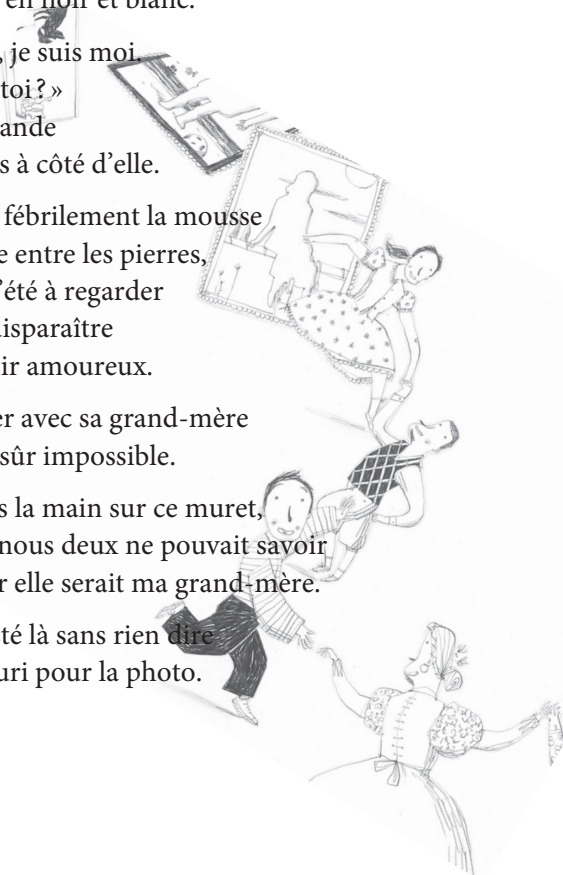 en noir et blanc.
, je suis moi.
toi ? »
ande
s à côté d’elle.
fébrilement la mousse
e entre les pierres,
’été à regarder
disparaître
ir amoureux.
er avec sa grand-mère
sûr impossible.
s la main sur ce muret,
nous deux ne pouvait savoir
r elle serait ma grand-mère.
té là sans rien dire
uri pour la photo.